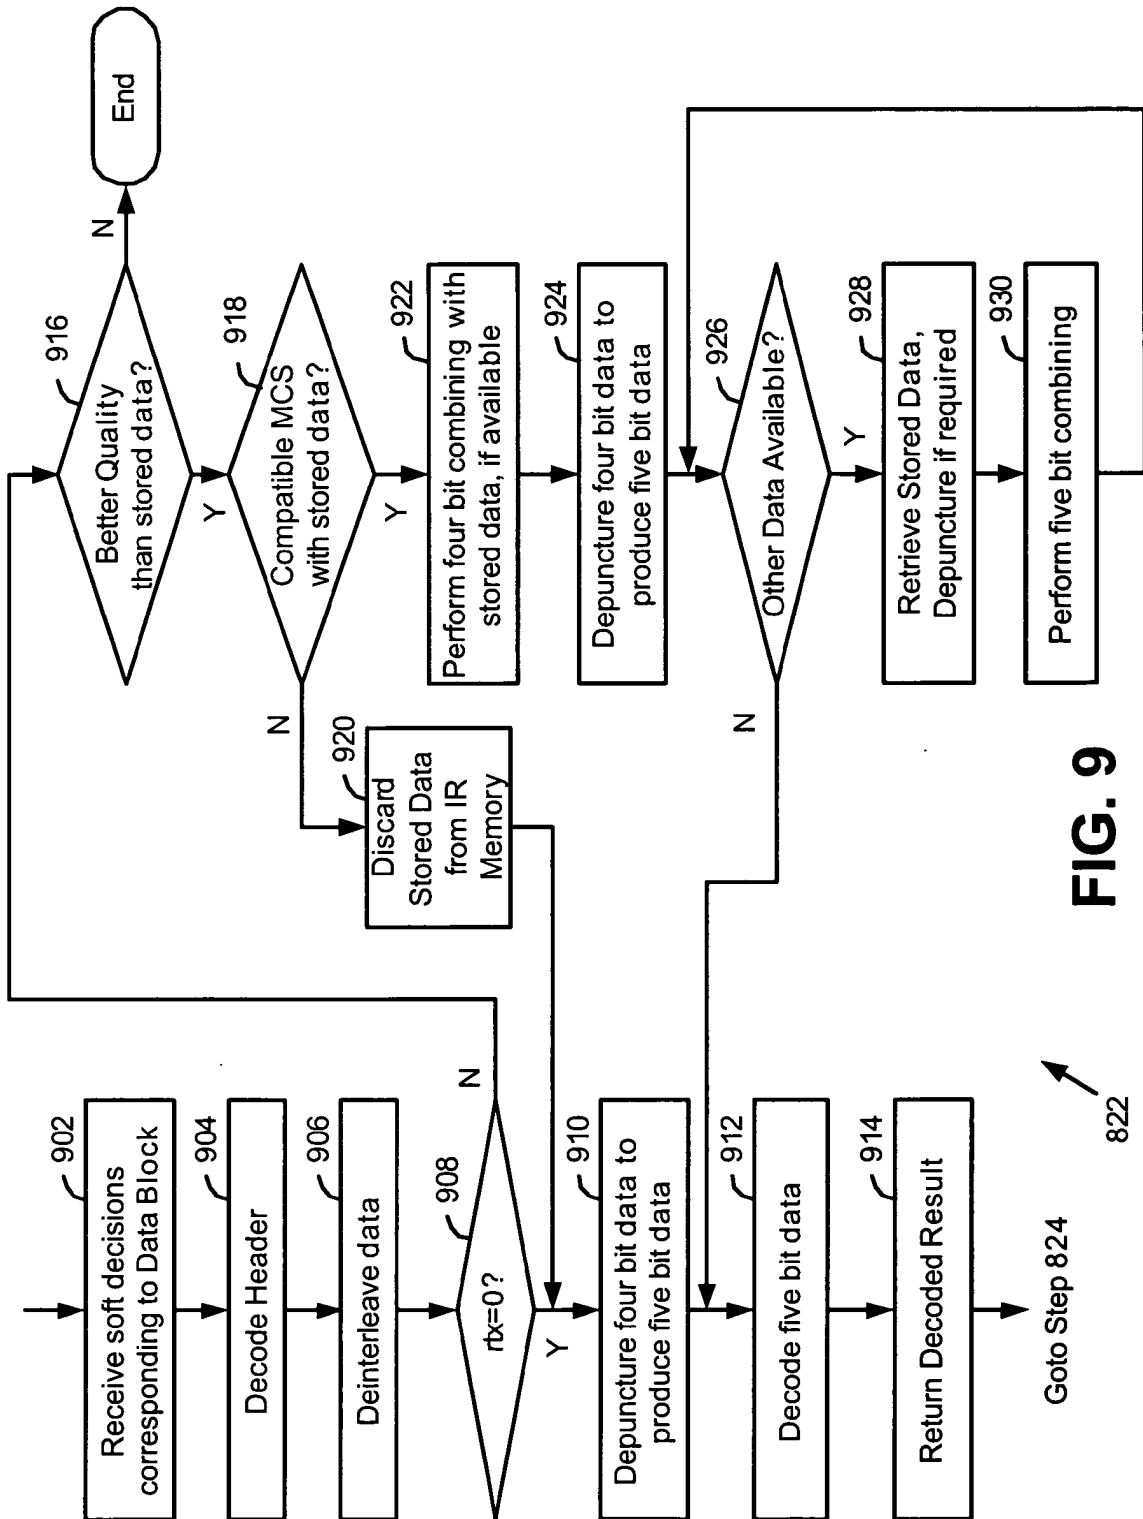 902
Receive soft decisions
corresponding to Data Block
904
Decode Header
906
Deinterleave data
908
rtx=0?
N
Y
910
Depuncture four bit data to
produce five bit data
912
Decode five bit data
914
Return Decoded Result
Goto Step 824
822
916
Better Quality
than stored data?
N
End
Y
918
Compatible MCS
with stored data?
N
920
Discard
Stored Data
from IR
Memory
Y
922
Perform four bit combining with
stored data, if available
924
Depuncture four bit data to
produce five bit data
926
Other Data Available?
N
Y
928
Retrieve Stored Data,
Depuncture if required
930
Perform five bit combining
FIG. 9